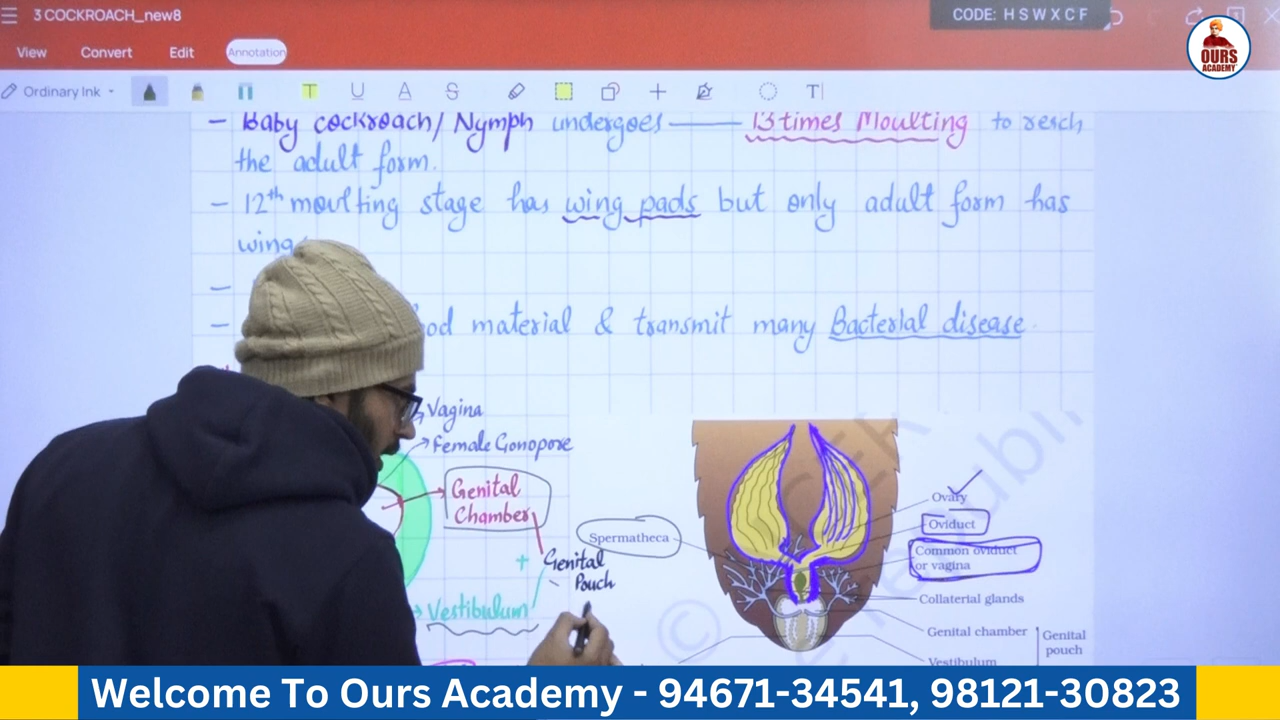 3 COCKROACH_new8
CODE: H S W X C F
OURS
ACADEMY
View Convert Edit Annotation
Ordinary Ink
- Baby cockroach/ Nymph undergoes —— 13 times Moulting to resch
the adult form.
- 12th moulting stage has wing pads but only adult form has
wing
-
- material & transmit many Bacterial disease.
Vagina
Female Gonopore
Genital
Chamber
+ Genital
Pouch
Vestibulum
Spermatheca
Ovary
Oviduct
Common oviduct
or vagina
Collaterial glands
Genital chamber
Genital
pouch
Vestibulum
Welcome To Ours Academy - 94671-34541, 98121-30823